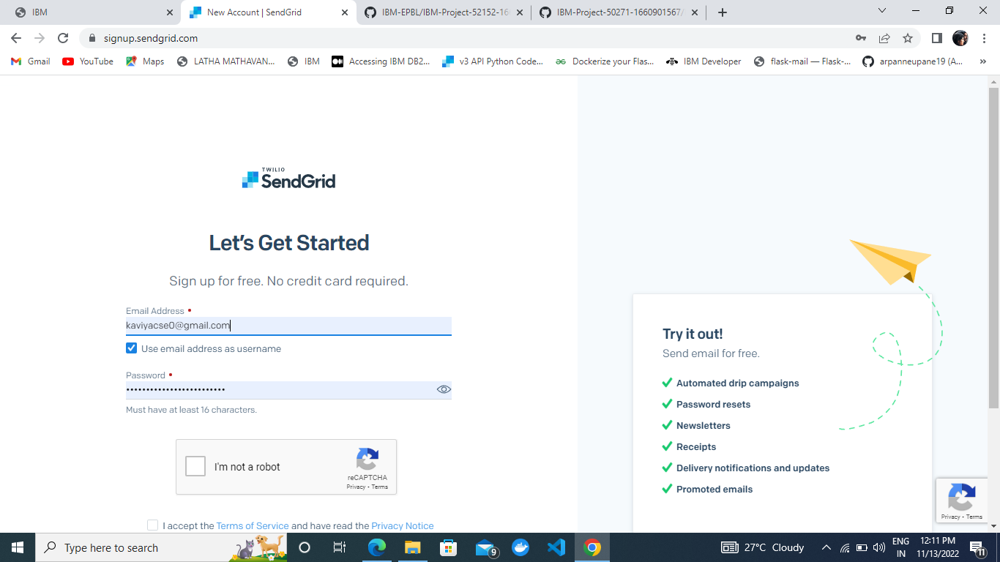 IBM
New Account | SendGrid
IBM-EPBL/IBM-Project-52152-16
IBM-Project-50271-1660901567/
signup.sendgrid.com
Gmail
YouTube
Maps
LATHA MATHAVAN...
IBM
Accessing IBM DB2...
v3 API Python Code...
Dockerize your Flas...
IBM Developer
flask-mail — Flask-...
arpanneupane19 (A...
»
TWILIO
SendGrid
Let's Get Started
Sign up for free. No credit card required.
Email Address •
kaviyacse0@gmail.com
Use email address as username
Password •
Must have at least 16 characters.
I'm not a robot
reCAPTCHA
Privacy - Terms
I accept the Terms of Service and have read the Privacy Notice
Try it out!
Send email for free.
Automated drip campaigns
Password resets
Newsletters
Receipts
Delivery notifications and updates
Promoted emails
Privacy - Terms
Type here to search
9
27°C Cloudy
ENG
IN
12:11 PM
11/13/2022
11